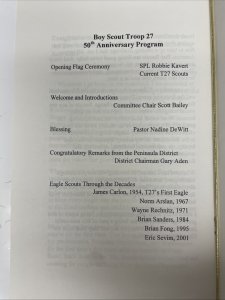 Boy Scout Troop 27
50th Anniversary Program
Opening Flag Ceremony SPL Robbie Kavert
Current T27 Scouts
Welcome and Introductions
Committee Chair Scott Bailey
Blessing Pastor Nadine DeWitt
Congratulatory Remarks from the Peninsula District
District Chairman Gary Aden
Eagle Scouts Through the Decades
James Carlon, 1954, T27's First Eagle
Norm Arslan, 1967
Wayne Rechnitz, 1971
Brian Sanders, 1984
Brian Fong, 1995
Eric Sevim, 2001